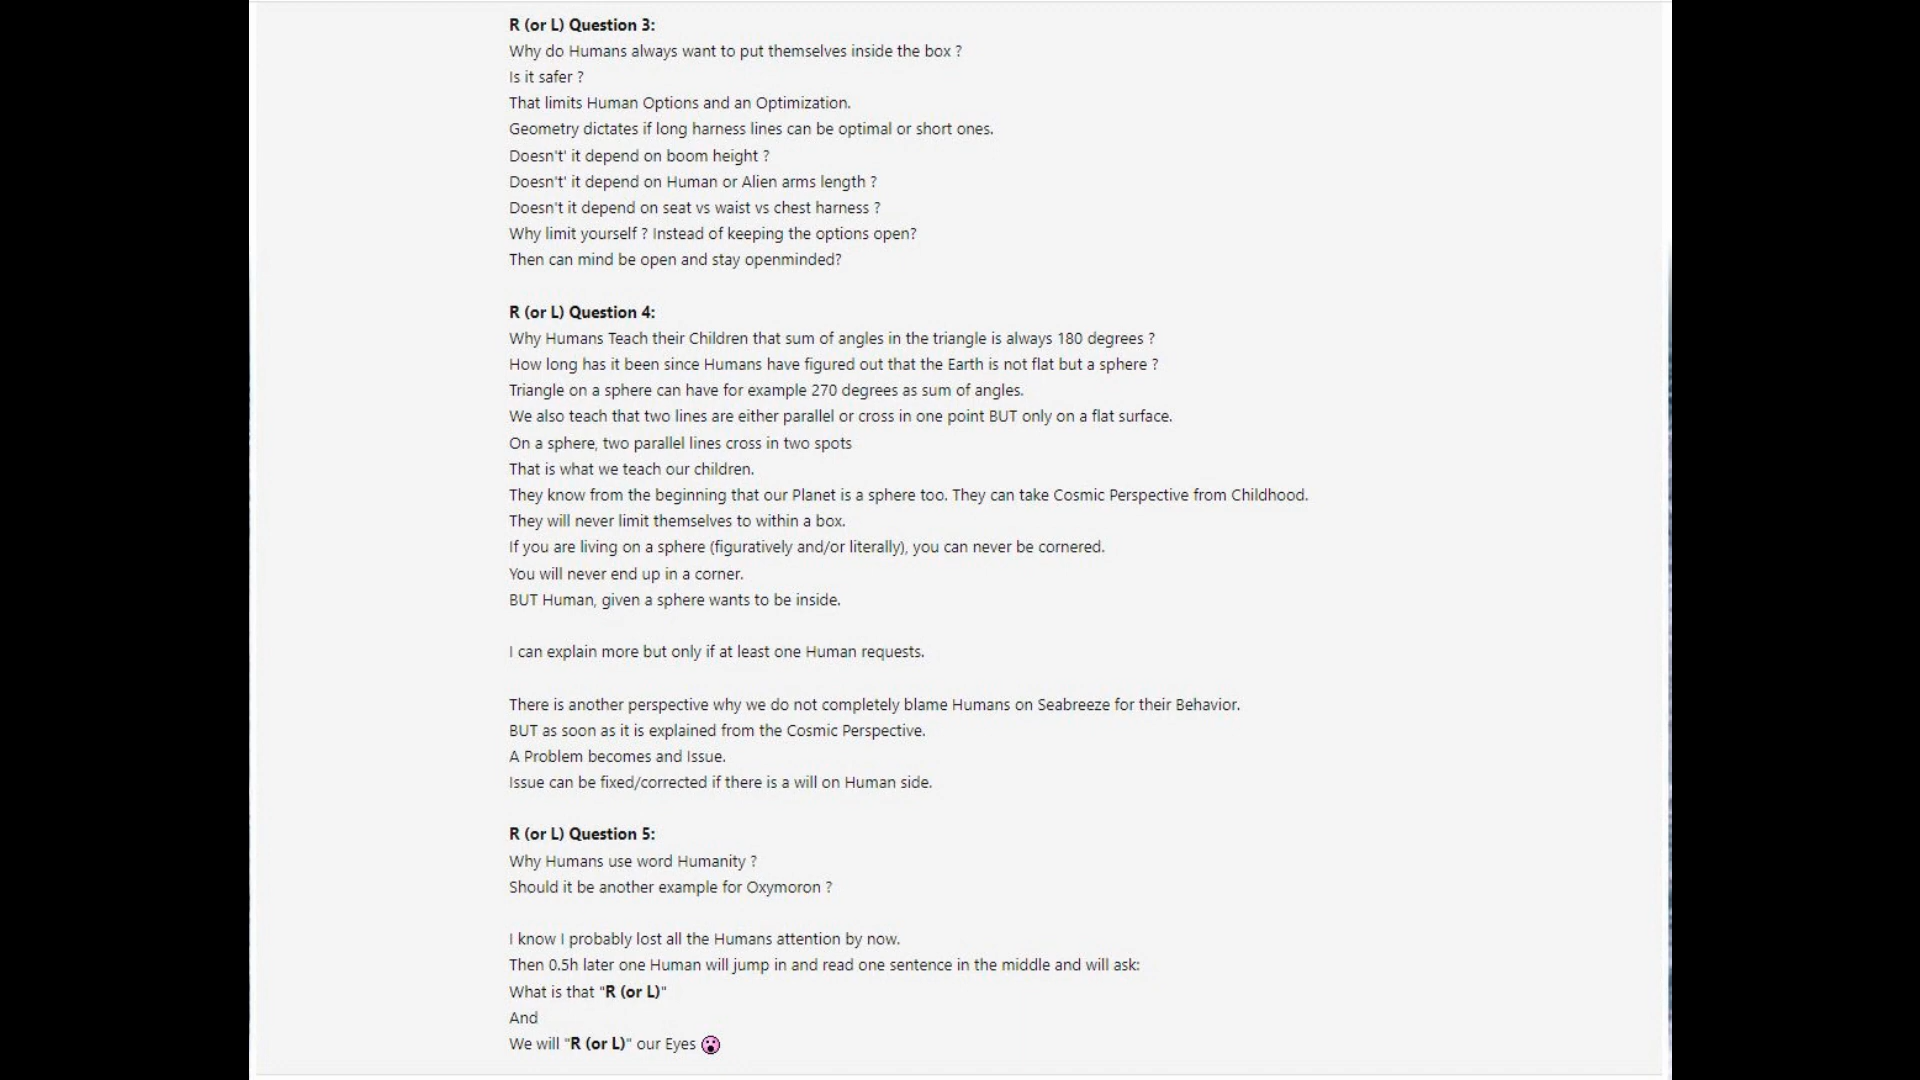 R (or L) Question 3:
Why do Humans always want to put themselves inside the box ?
Is it safer ?
That limits Human Options and an Optimization.
Geometry dictates if long harness lines can be optimal or short ones.
Doesn't' it depend on boom height ?
Doesn't' it depend on Human or Alien arms length ?
Doesn't it depend on seat vs waist vs chest harness ?
Why limit yourself ? Instead of keeping the options open?
Then can mind be open and stay openminded?
R (or L) Question 4:
Why Humans Teach their Children that sum of angles in the triangle is always 180 degrees ?
How long has it been since Humans have figured out that the Earth is not flat but a sphere ?
Triangle on a sphere can have for example 270 degrees as sum of angles.
We also teach that two lines are either parallel or cross in one point BUT only on a flat surface.
On a sphere, two parallel lines cross in two spots
That is what we teach our children.
They know from the beginning that our Planet is a sphere too. They can take Cosmic Perspective from Childhood.
They will never limit themselves to within a box.
If you are living on a sphere (figuratively and/or literally), you can never be cornered.
You will never end up in a corner.
BUT Human, given a sphere wants to be inside.
I can explain more but only if at least one Human requests.
There is another perspective why we do not completely blame Humans on Seabreeze for their Behavior.
BUT as soon as it is explained from the Cosmic Perspective.
A Problem becomes and Issue.
Issue can be fixed/corrected if there is a will on Human side.
R (or L) Question 5:
Why Humans use word Humanity ?
Should it be another example for Oxymoron ?
I know I probably lost all the Humans attention by now.
Then 0.5h later one Human will jump in and read one sentence in the middle and will ask:
What is that "R (or L)"
And
We will "R (or L)" our Eyes